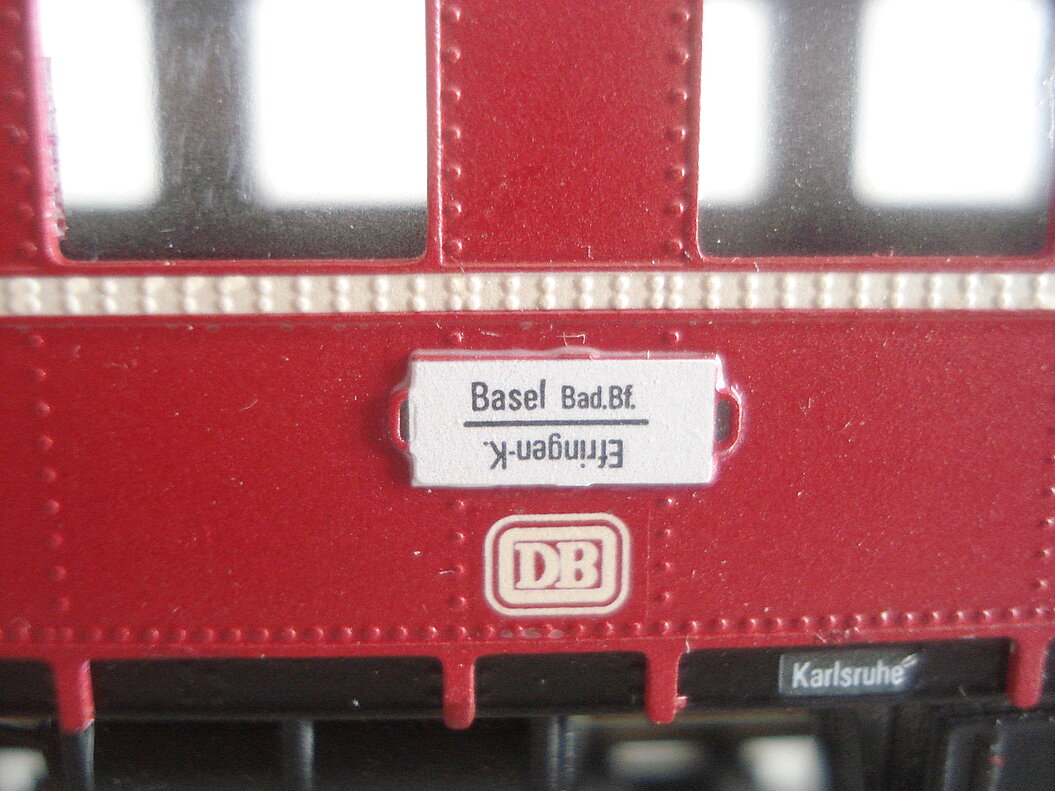 Basel Bad.Bf.
Efringen-K.
DB
Karlsruhe